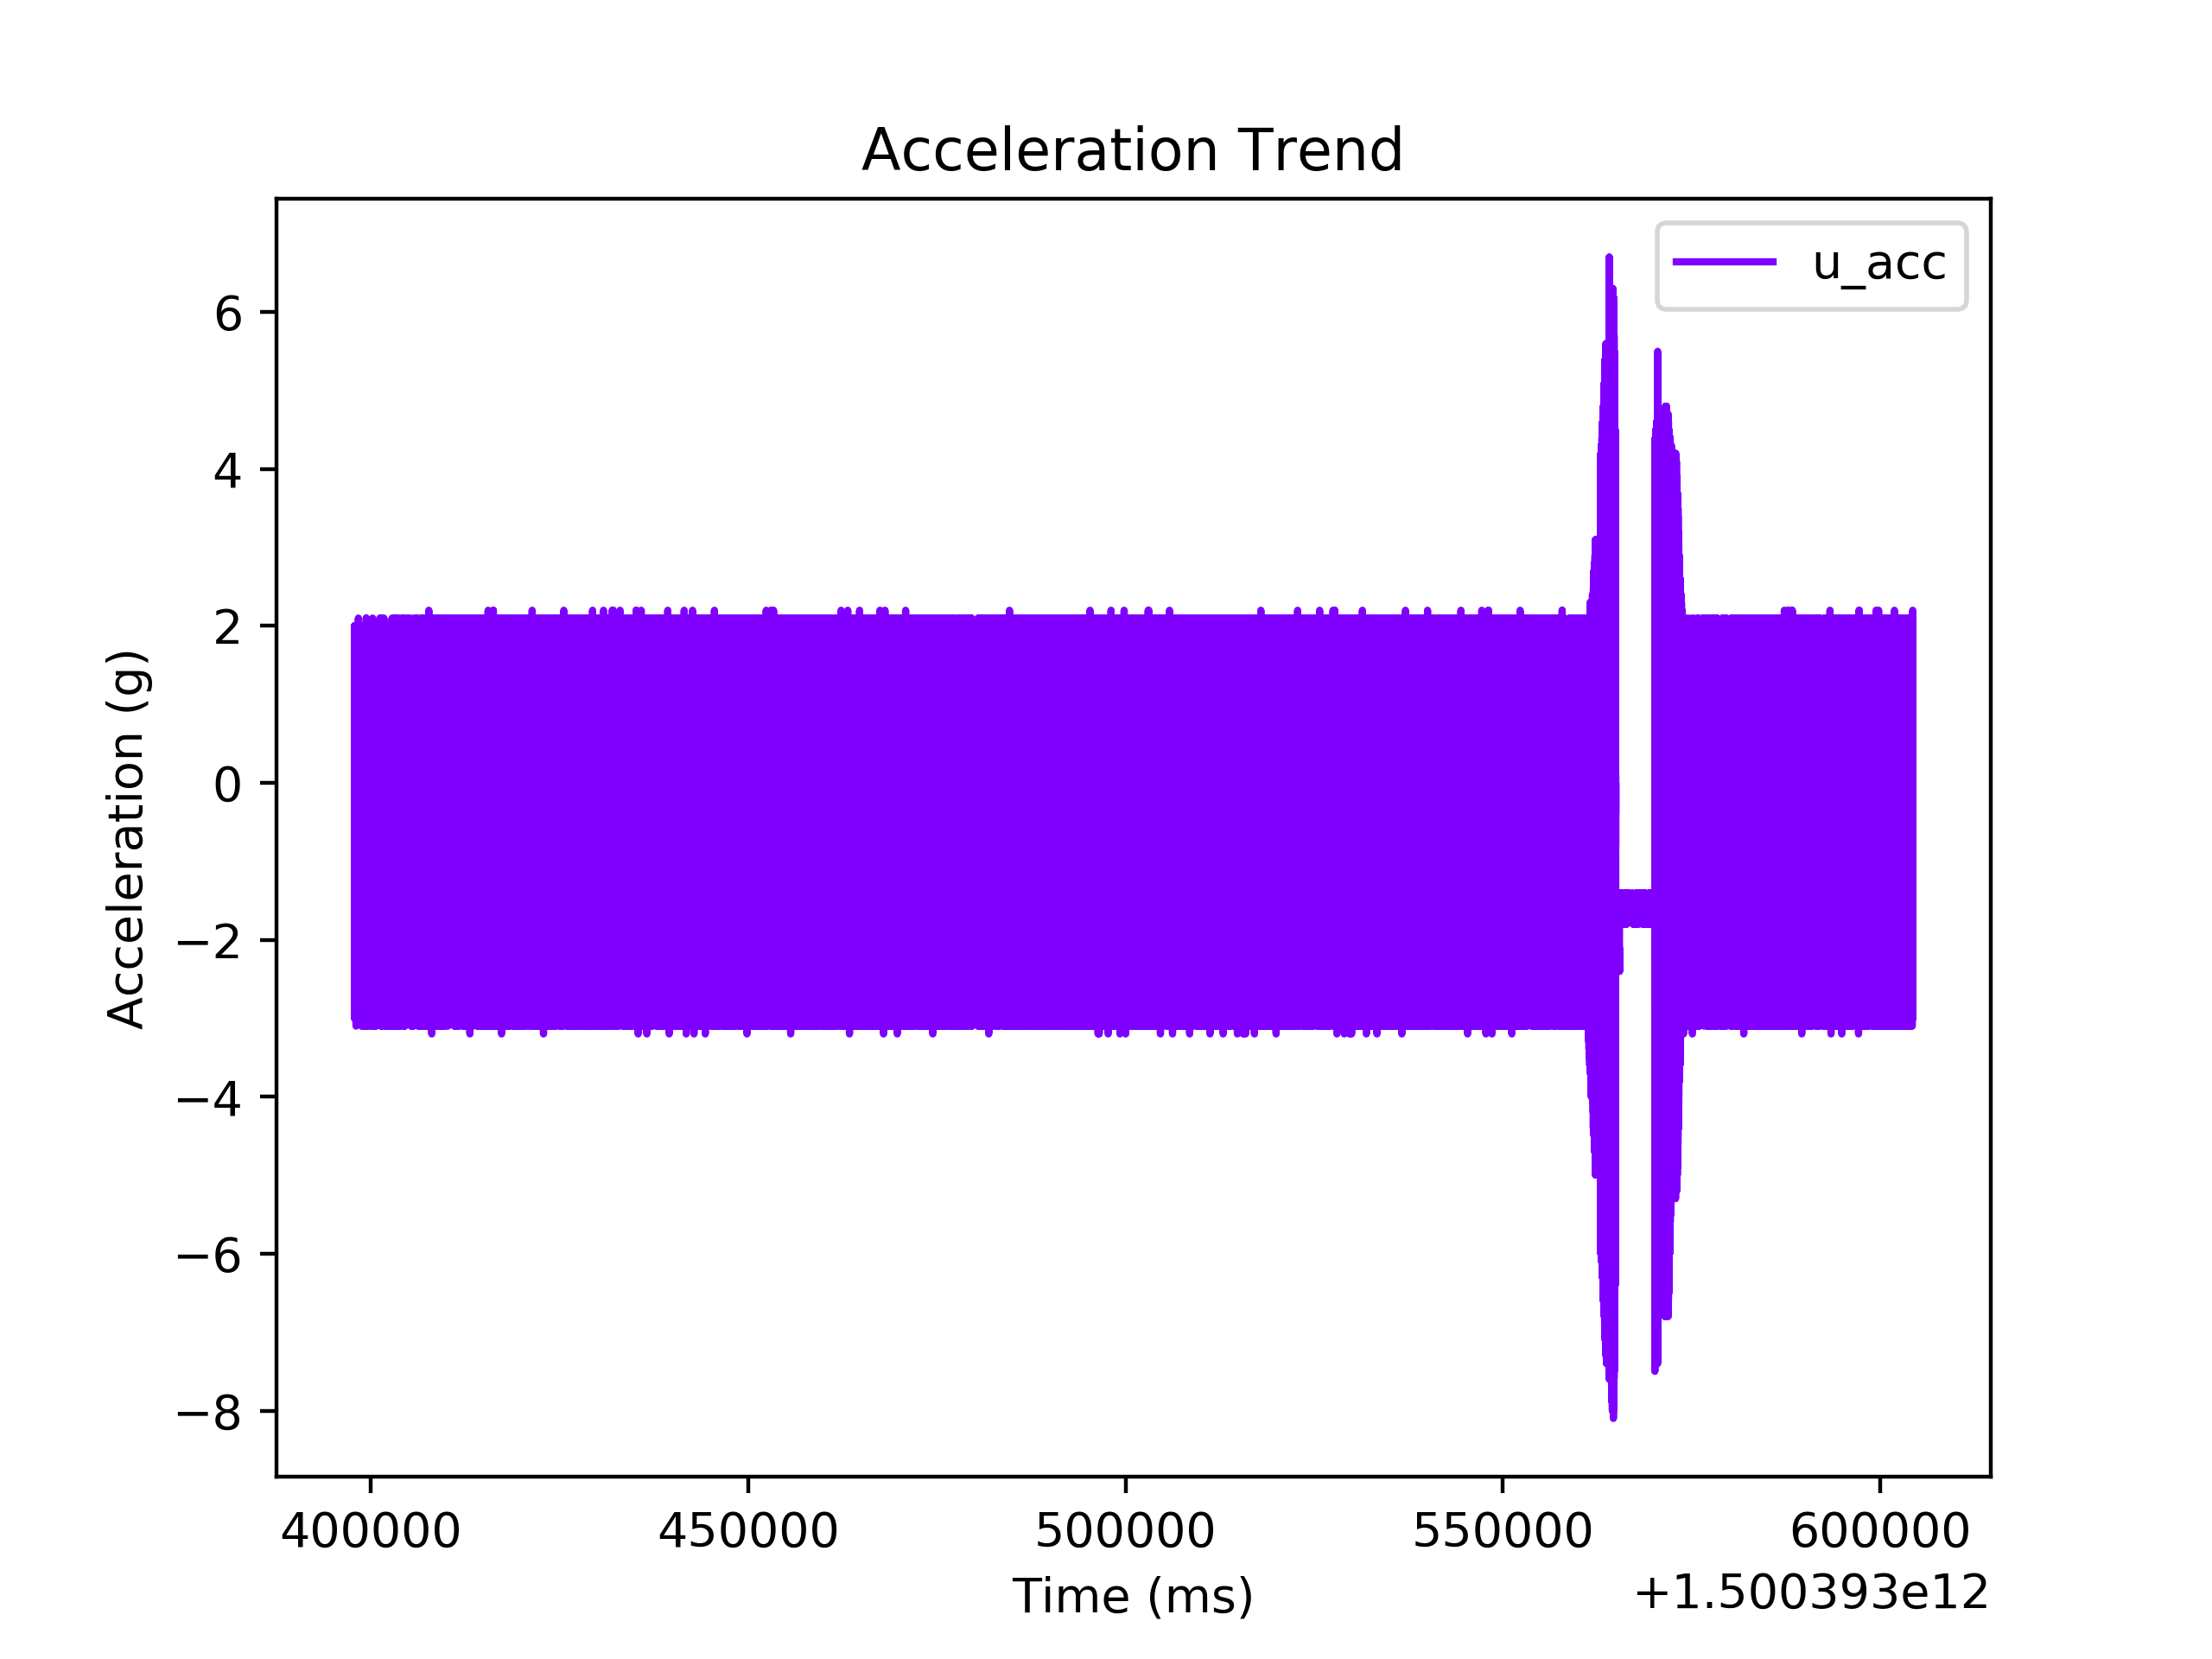 Acceleration Trend
u_acc
6
4
2
0
−2
−4
−6
−8
Acceleration (g)
400000 450000 500000 550000 600000
Time (ms)
+1.500393e12